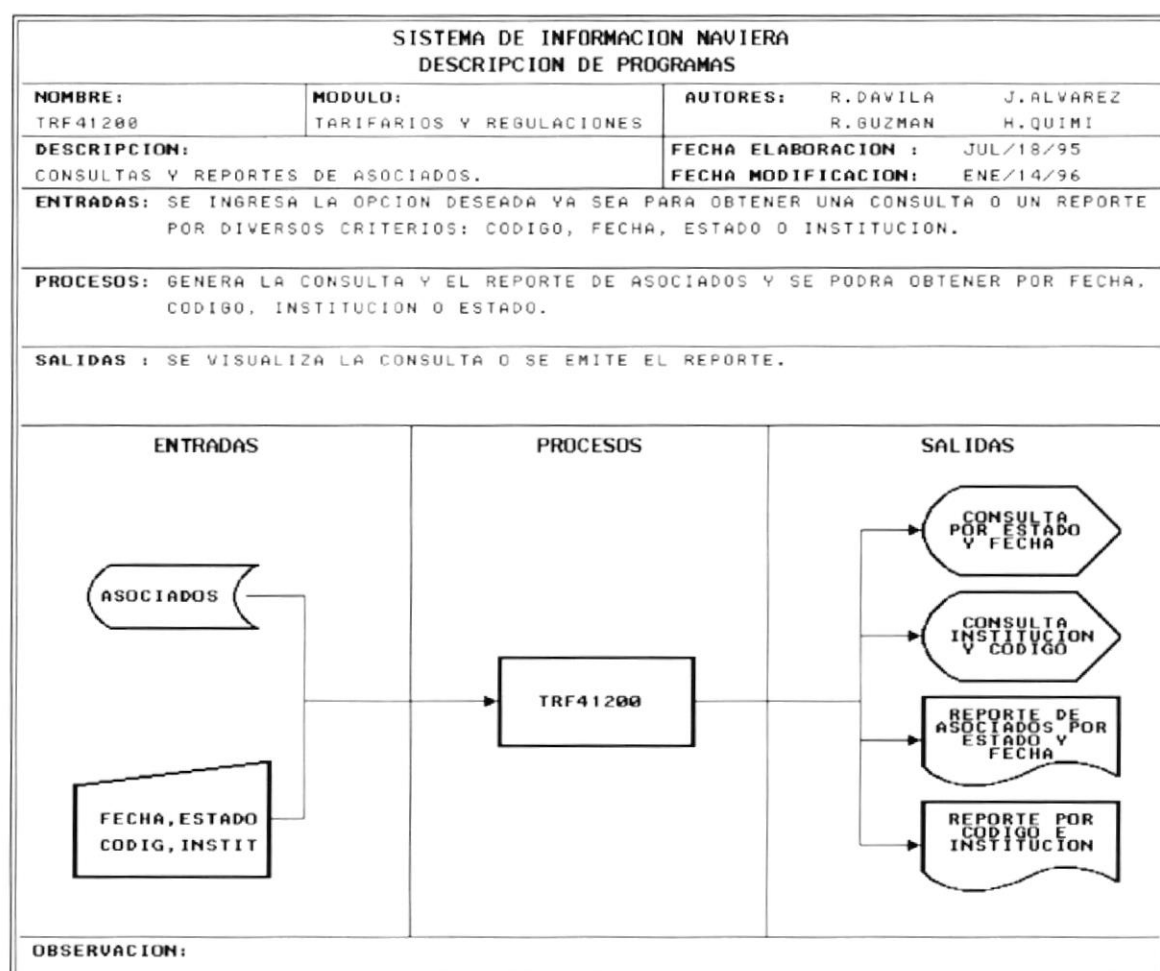 SISTEMA DE INFORMACION NAVIERA
DESCRIPCION DE PROGRAMAS
NOMBRE:
TRF41200
MODULO:
TARIFARIOS Y REGULACIONES
AUTORES: R.DAVILA J.ALVAREZ
R.GUZMAN H.QUIMI
DESCRIPCION:
CONSULTAS Y REPORTES DE ASOCIADOS.
FECHA ELABORACION : JUL/18/95
FECHA MODIFICACION: ENE/14/96
ENTRADAS: SE INGRESA LA OPCION DESEADA YA SEA PARA OBTENER UNA CONSULTA O UN REPORTE
POR DIVERSOS CRITERIOS: CODIGO, FECHA, ESTADO O INSTITUCION.
PROCESOS: GENERA LA CONSULTA Y EL REPORTE DE ASOCIADOS Y SE PODRA OBTENER POR FECHA,
CODIGO, INSTITUCION O ESTADO.
SALIDAS : SE VISUALIZA LA CONSULTA O SE EMITE EL REPORTE.
ENTRADAS
PROCESOS
SALIDAS
ASOCIADOS
FECHA,ESTADO
CODIG,INSTIT
TRF41200
CONSULTA
POR ESTADO
Y FECHA
CONSULTA
INSTITUCION
Y CODIGO
REPORTE DE
ASOCIADOS POR
ESTADO Y
FECHA
REPORTE POR
CODIGO E
INSTITUCION
OBSERVACION: